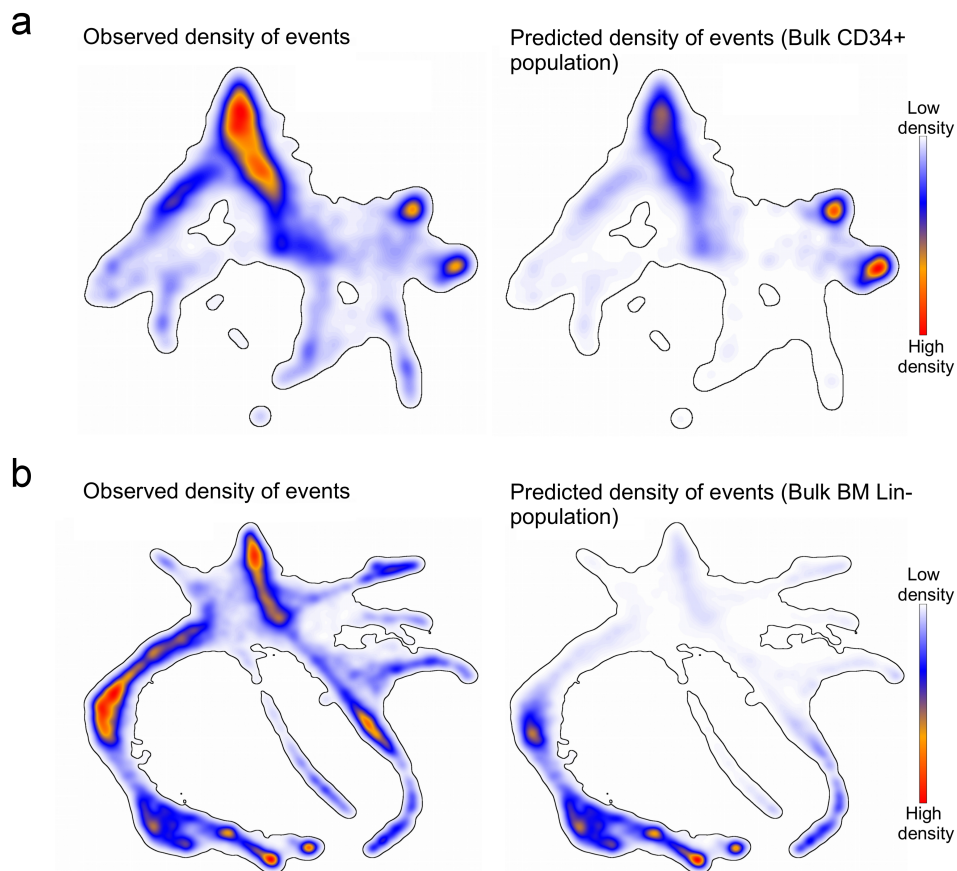 a
Observed density of events
Predicted density of events (Bulk CD34+
population)
Low
density
High
density
b
Observed density of events
Predicted density of events (Bulk BM Lin-
population)
Low
density
High
density